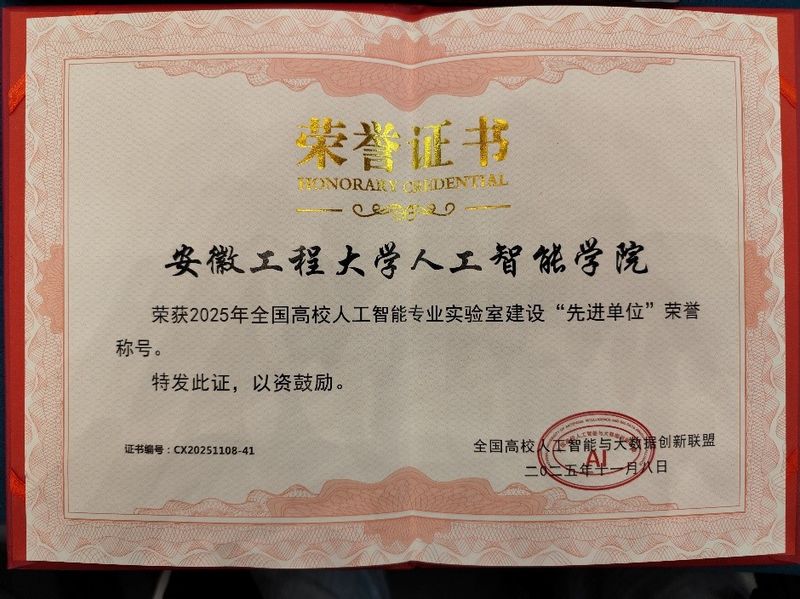 荣誉证书
HONORARY CREDENTIAL
安徽工程大学人工智能学院
荣获2025年全国高校人工智能专业实验室建设“先进单位”荣誉
称号。
特发此证，以资鼓励。
证书编号：CX20251108-41
全国高校人工智能与大数据创新联盟
二〇二五年十一月八日
AI